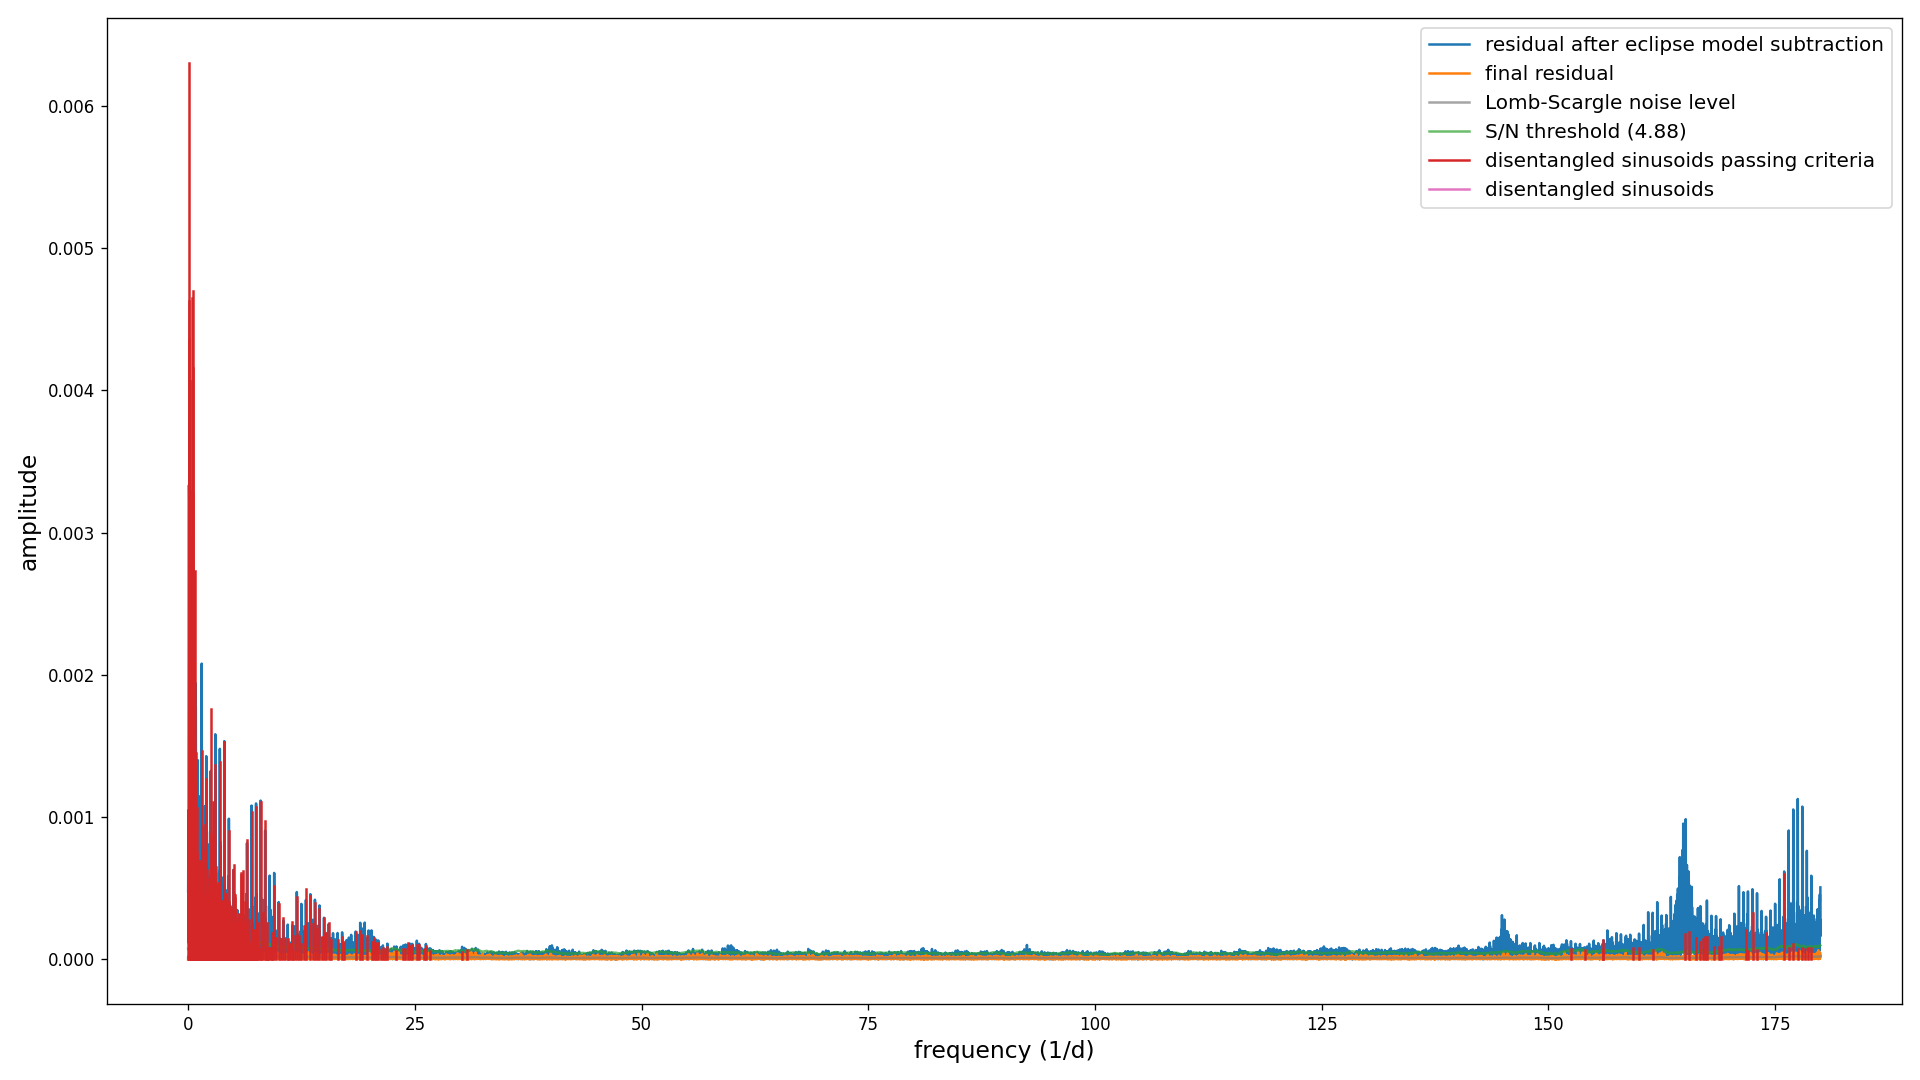 residual after eclipse model subtraction
final residual
Lomb-Scargle noise level
S/N threshold (4.88)
disentangled sinusoids passing criteria
disentangled sinusoids
0.006
0.005
0.004
0.003
0.002
0.001
0.000
amplitude
0 25 50 75 100 125 150 175
frequency (1/d)